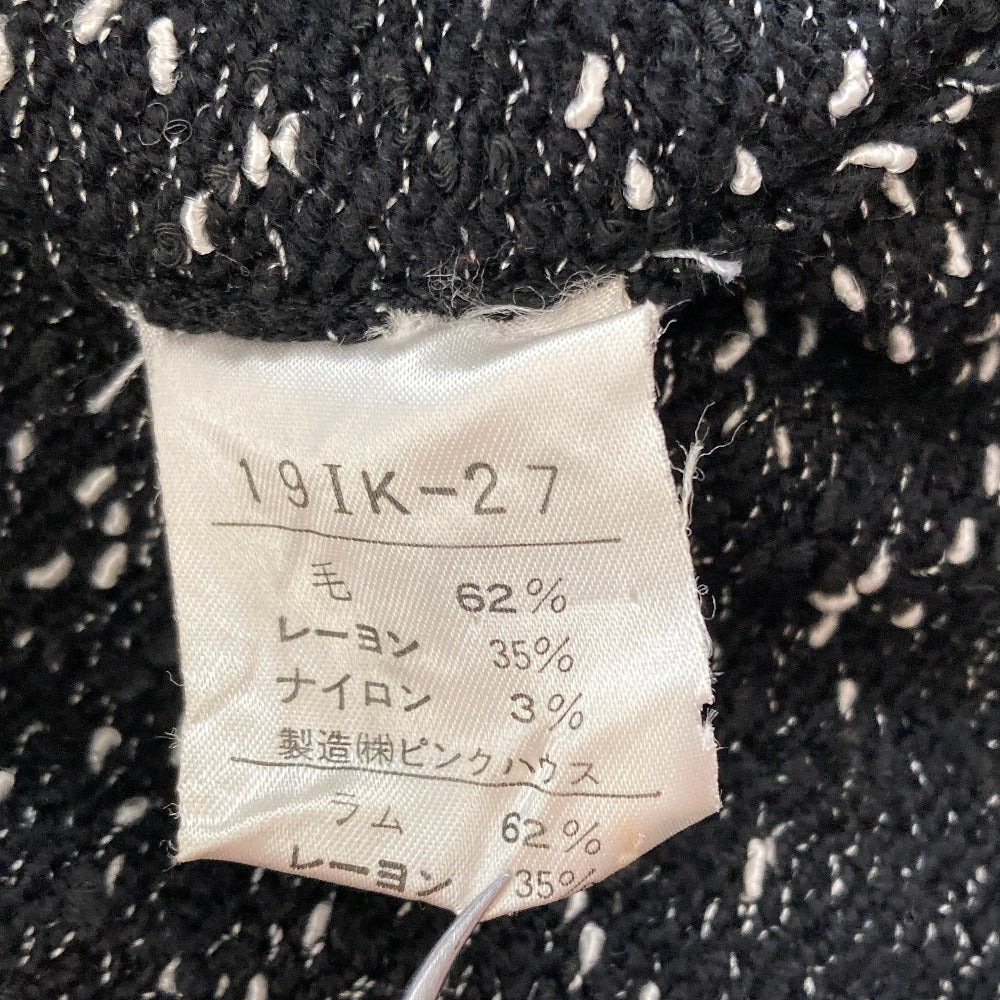 19IK-27
毛 62%
レーヨン 35%
ナイロン 3%
製造㈱ピンクハウス
ラム 62%
レーヨン 35%